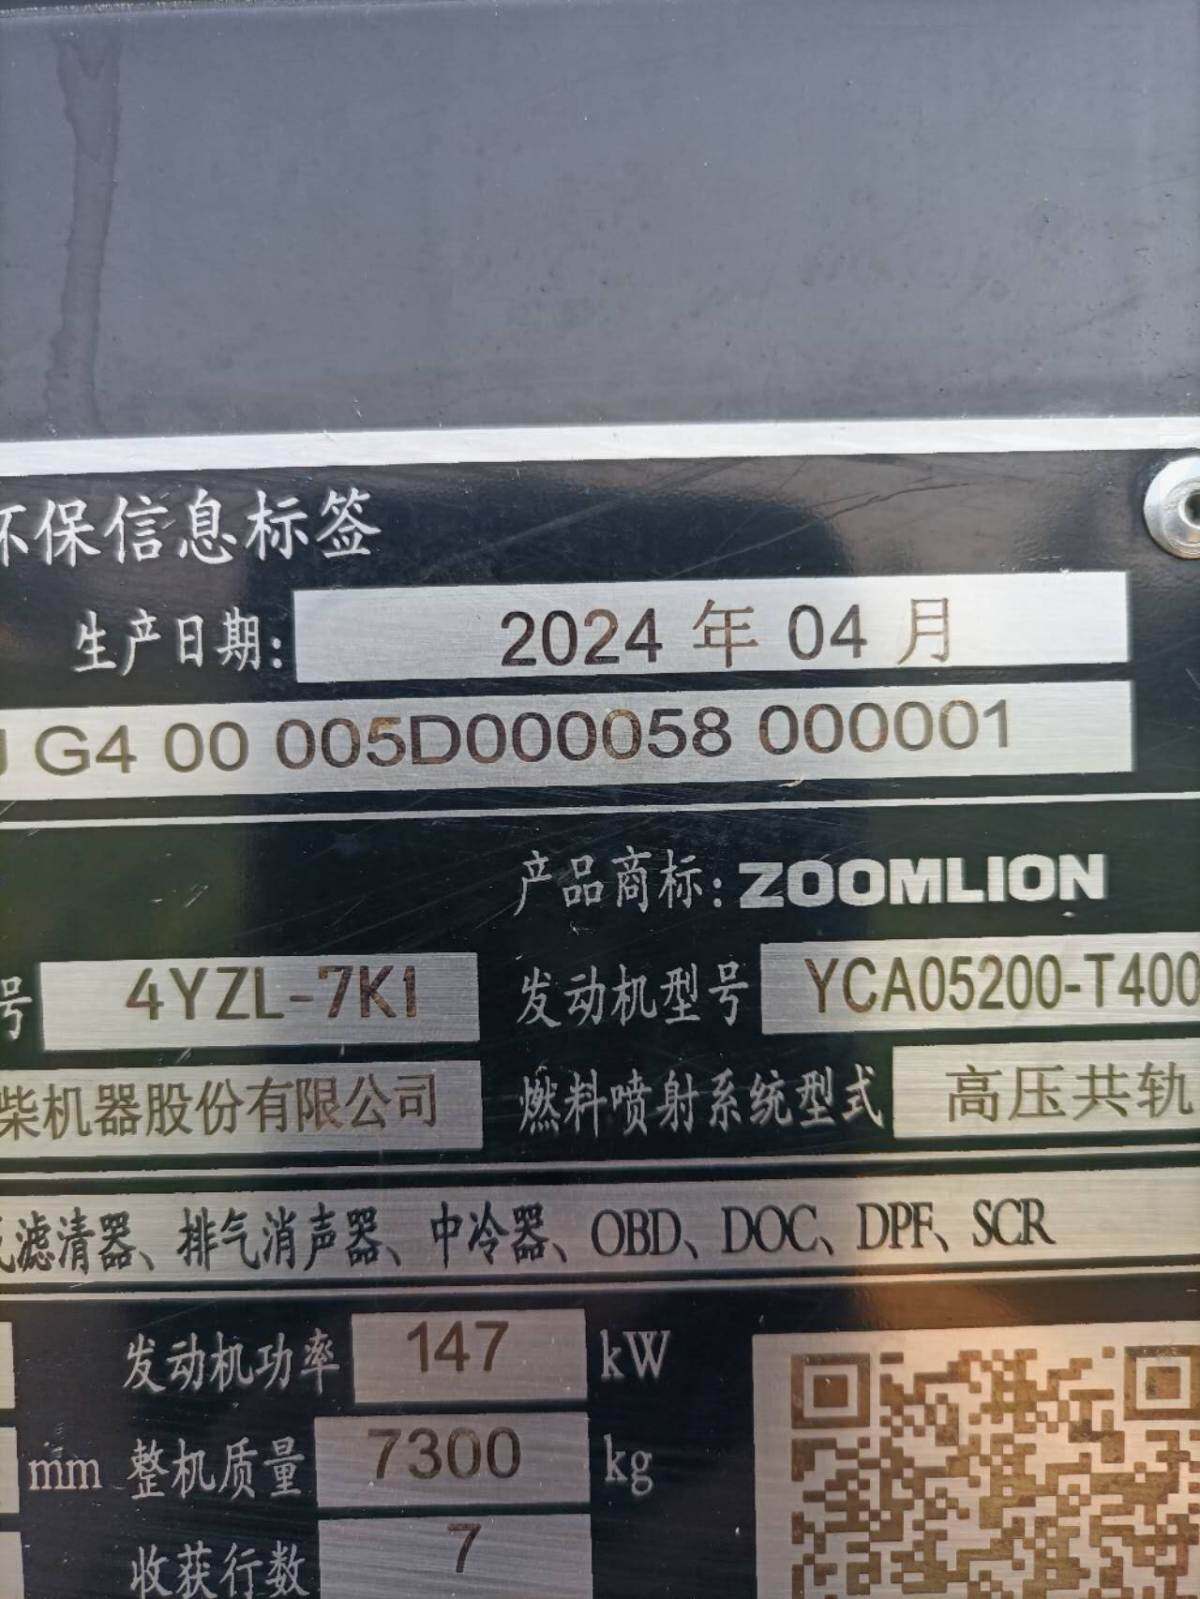 环保信息标签
生产日期: 2024 年 04 月
G4 00 005D000058 000001
产品商标: ZOOMLION
号 4YZL-7K1 发动机型号 YCA05200-T400
柴机器股份有限公司 燃料喷射系统型式 高压共轨
滤清器、排气消声器、中冷器、OBD、DOC、DPF、SCR
发动机功率 147 kW
mm 整机质量 7300 kg
收获行数 7